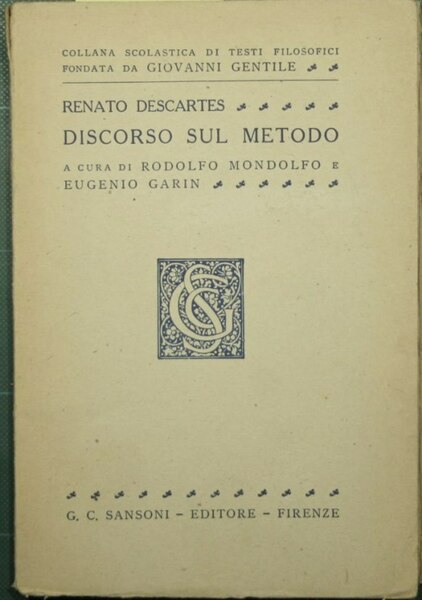 COLLANA SCOLASTICA DI TESTI FILOSOFICI
FONDATA DA GIOVANNI GENTILE
RENATO DESCARTES
DISCORSO SUL METODO
A CURA DI RODOLFO MONDOLFO E
EUGENIO GARIN
GCS
G. C. SANSONI – EDITORE – FIRENZE